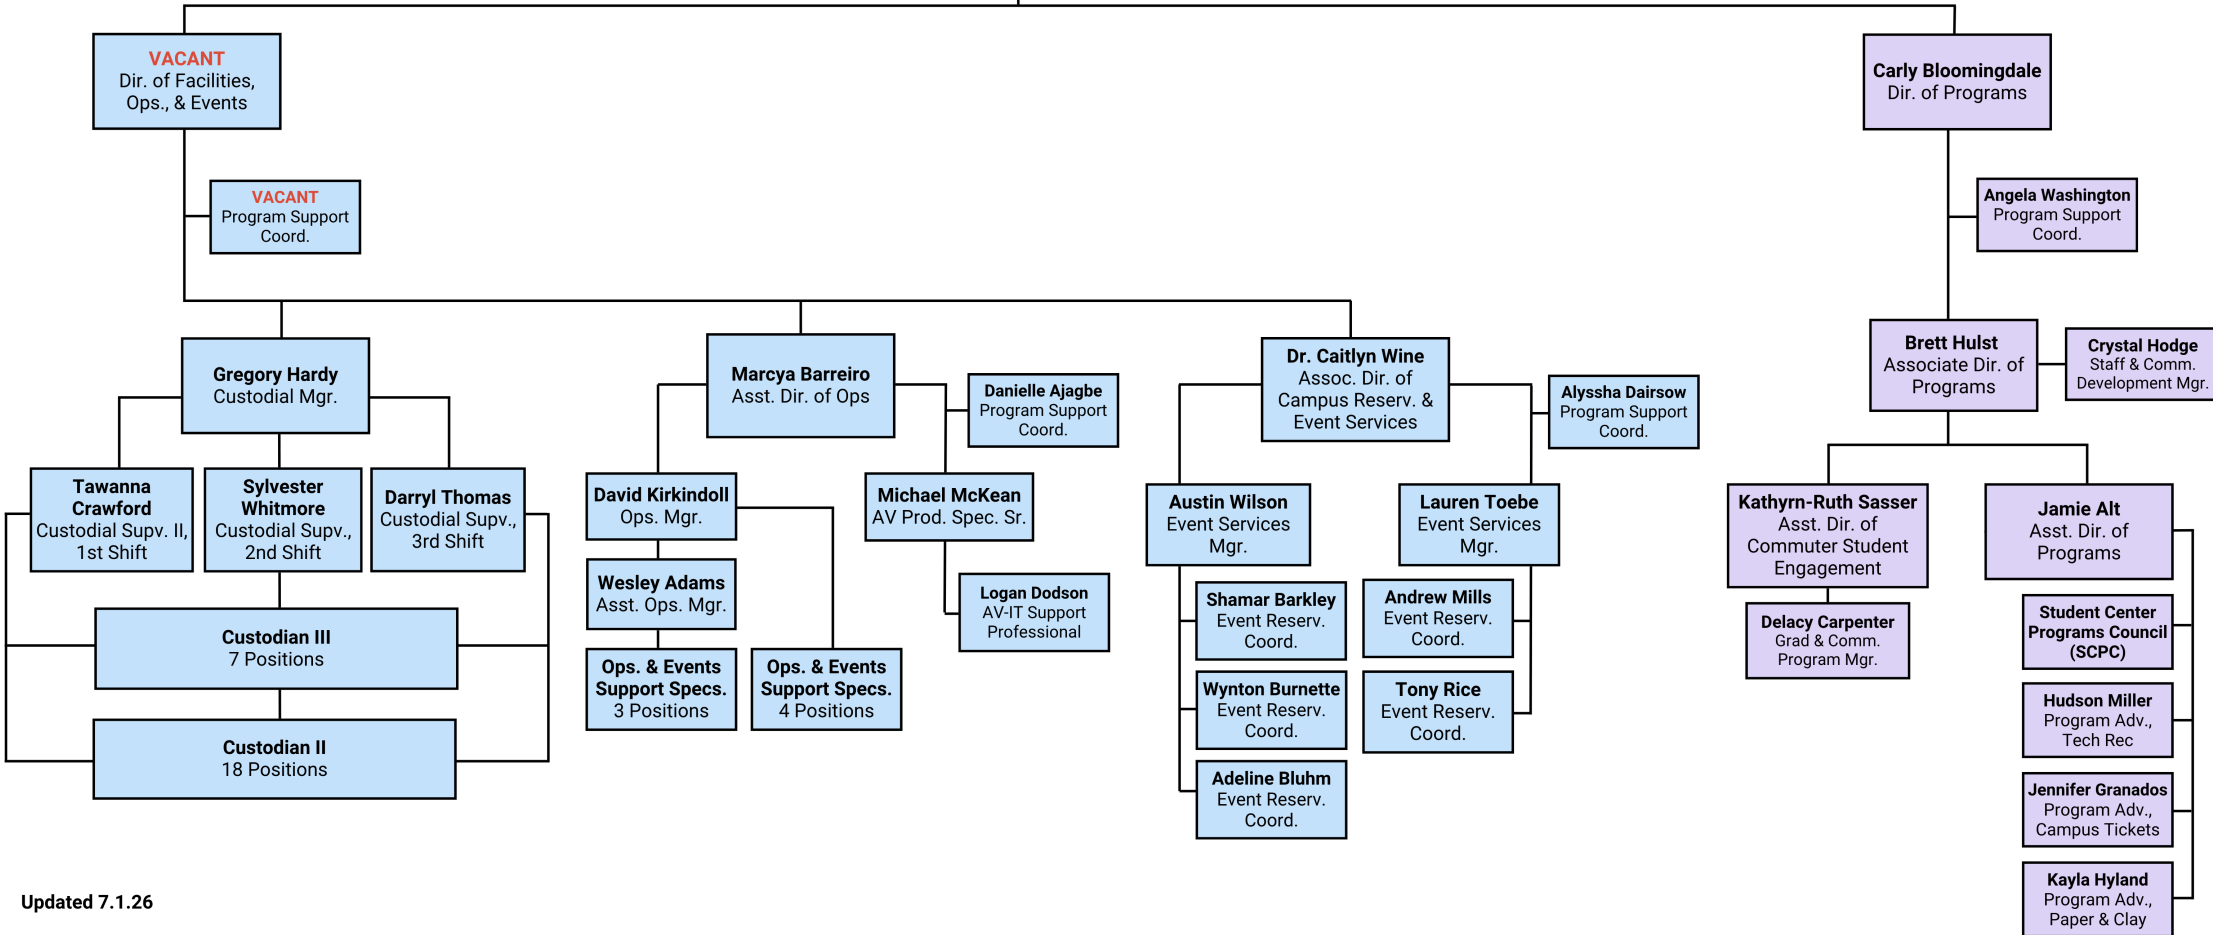 VACANT
Dir. of Facilities,
Ops., & Events
Carly Bloomingdale
Dir. of Programs
VACANT
Program Support
Coord.
Angela Washington
Program Support
Coord.
Gregory Hardy
Custodial Mgr.
Marcya Barreiro
Asst. Dir. of Ops
Danielle Ajagbe
Program Support
Coord.
Dr. Caitlyn Wine
Assoc. Dir. of
Campus Reserv. &
Event Services
Alyssha Dairsow
Program Support
Coord.
Brett Hulst
Associate Dir. of
Programs
Crystal Hodge
Staff & Comm.
Development Mgr.
Tawanna
Crawford
Custodial Supv. II,
1st Shift
Sylvester
Whitmore
Custodial Supv.,
2nd Shift
Darryl Thomas
Custodial Supv.,
3rd Shift
Custodian III
7 Positions
Custodian II
18 Positions
David Kirkindoll
Ops. Mgr.
Michael McKean
AV Prod. Spec. Sr.
Wesley Adams
Asst. Ops. Mgr.
Logan Dodson
AV-IT Support
Professional
Ops. & Events
Support Specs.
3 Positions
Ops. & Events
Support Specs.
4 Positions
Austin Wilson
Event Services
Mgr.
Lauren Toebe
Event Services
Mgr.
Shamar Barkley
Event Reserv.
Coord.
Andrew Mills
Event Reserv.
Coord.
Wynton Burnette
Event Reserv.
Coord.
Tony Rice
Event Reserv.
Coord.
Adeline Bluhm
Event Reserv.
Coord.
Kathyrn-Ruth Sasser
Asst. Dir. of
Commuter Student
Engagement
Delacy Carpenter
Grad & Comm.
Program Mgr.
Jamie Alt
Asst. Dir. of
Programs
Student Center
Programs Council
(SCPC)
Hudson Miller
Program Adv.,
Tech Rec
Jennifer Granados
Program Adv.,
Campus Tickets
Kayla Hyland
Program Adv.,
Paper & Clay
Updated 7.1.26